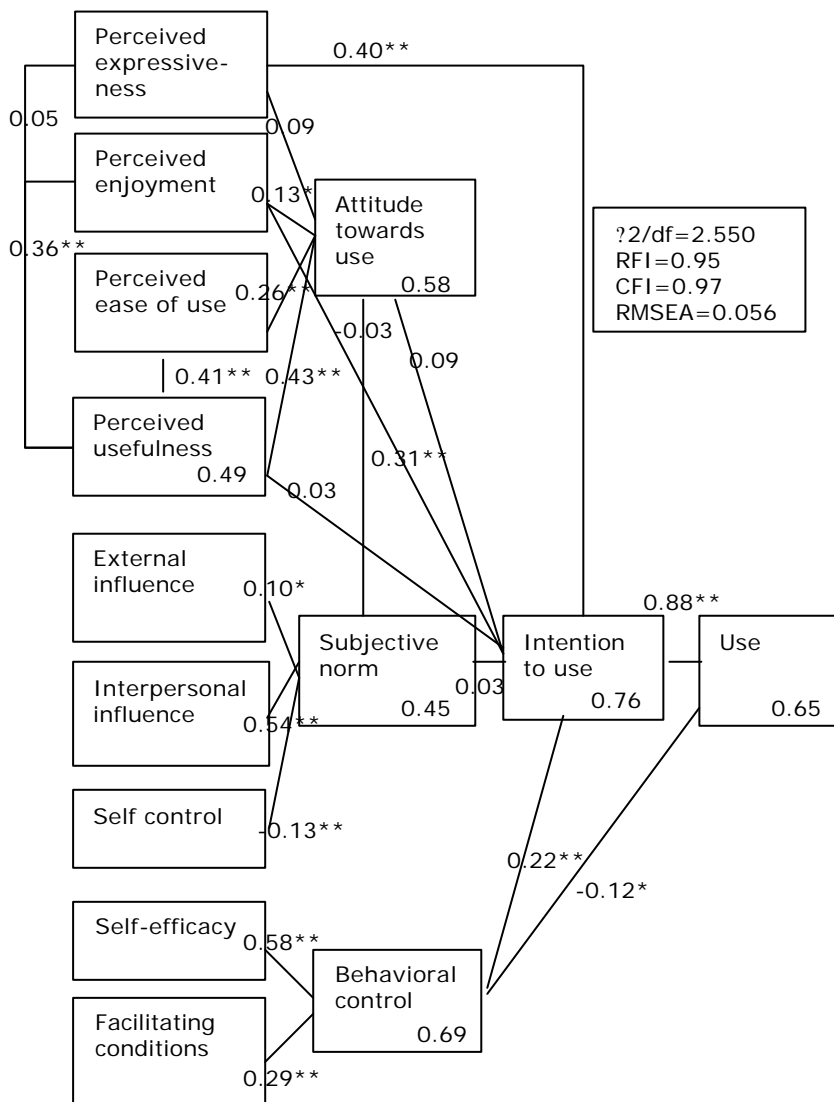 Perceived
expressive-
ness
0.40**
0.05
0.09
Perceived
enjoyment
0.13*
Attitude
towards
use
0.58
?2/df=2.550
RFI=0.95
CFI=0.97
RMSEA=0.056
0.36**
Perceived
ease of use
0.26**
-0.03
0.09
0.41**
0.43**
Perceived
usefulness
0.49
0.31**
0.03
External
influence
0.10*
Subjective
norm
0.45
0.03
Intention
to use
0.76
0.88**
Use
0.65
Interpersonal
influence
0.54**
Self control
-0.13**
0.22**
-0.12*
Self-efficacy
0.58**
Behavioral
control
0.69
Facilitating
conditions
0.29**